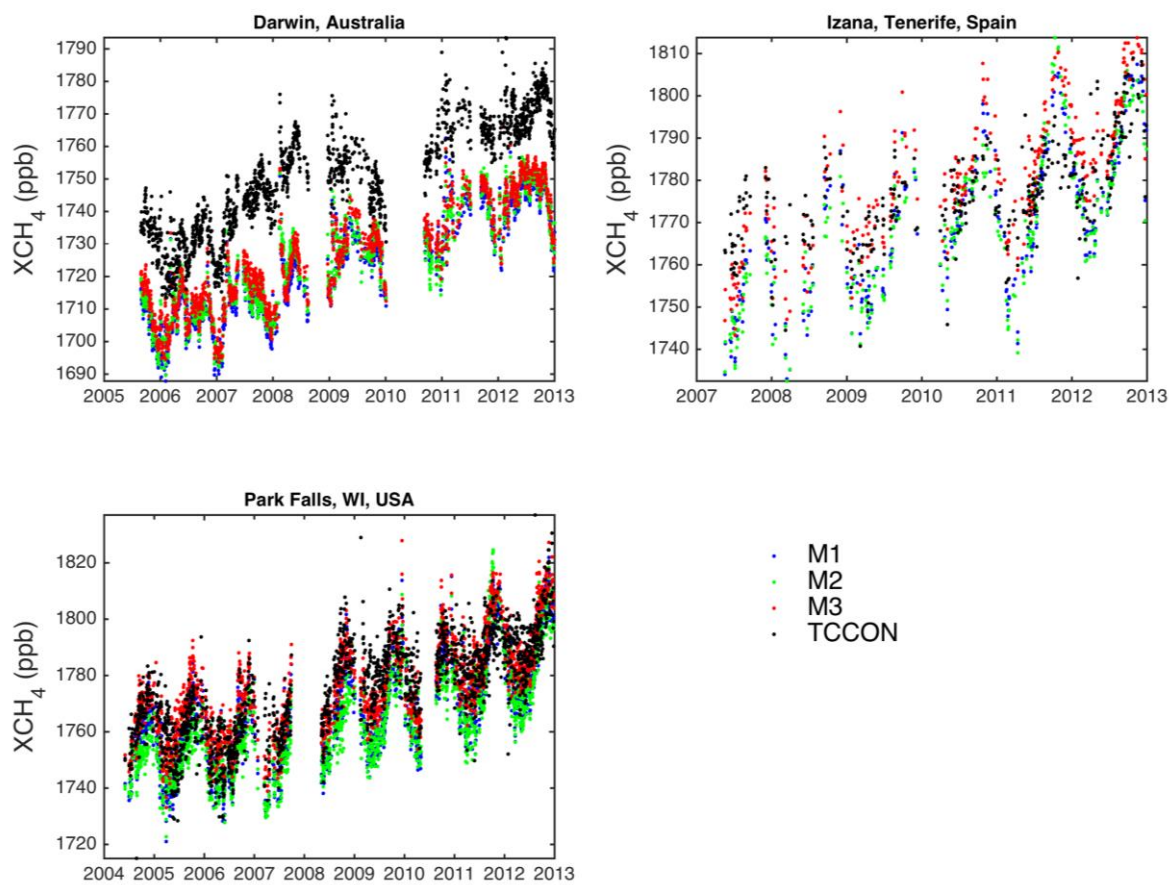 Darwin, Australia
XCH4 (ppb)
1790
1780
1770
1760
1750
1740
1730
1720
1710
1700
1690
2005 2006 2007 2008 2009 2010 2011 2012 2013
Izana, Tenerife, Spain
XCH4 (ppb)
1810
1800
1790
1780
1770
1760
1750
1740
2007 2008 2009 2010 2011 2012 2013
Park Falls, WI, USA
XCH4 (ppb)
1820
1800
1780
1760
1740
1720
2004 2005 2006 2007 2008 2009 2010 2011 2012 2013
M1
M2
M3
TCCON